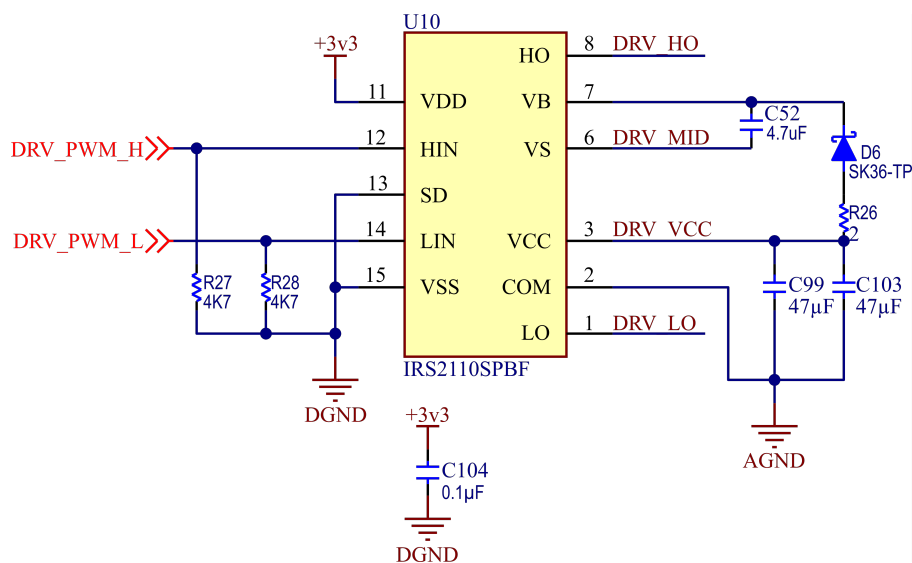 U10
+3v3
8 DRV_HO
HO
11 VDD
VB 7
C52
4.7uF
DRV_PWM_H
12 HIN
VS 6 DRV_MID
D6
SK36-TP
13 SD
R26
2
DRV_PWM_L
14 LIN
VCC 3 DRV_VCC
R27
4K7
R28
4K7
15 VSS
COM 2
C99
47µF
C103
47µF
LO 1 DRV_LO
IRS2110SPBF
DGND
+3v3
AGND
C104
0.1µF
DGND